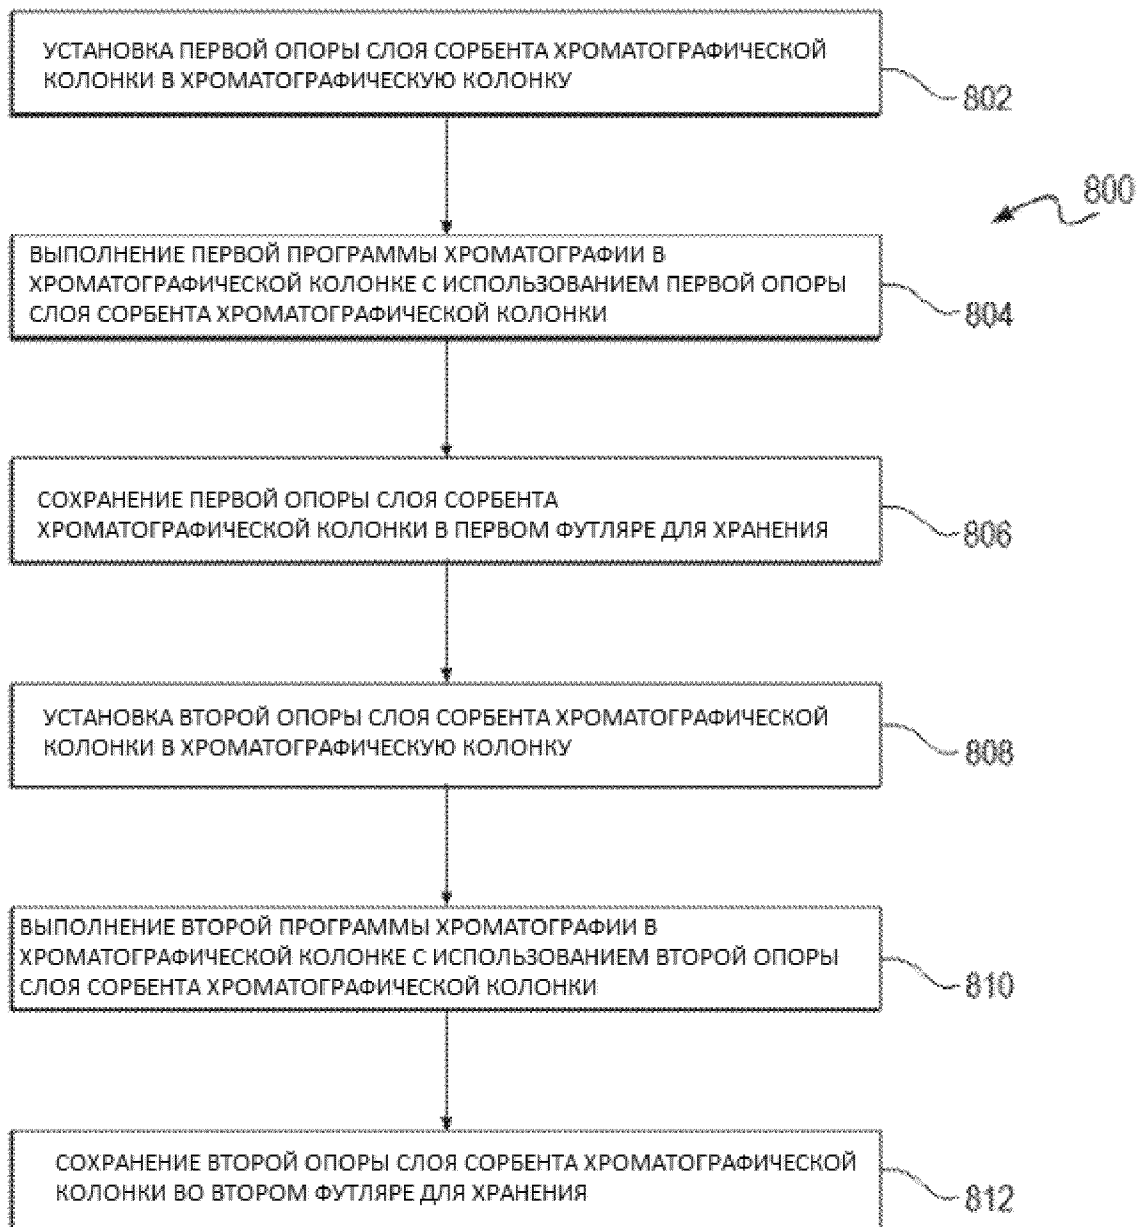 УСТАНОВКА ПЕРВОЙ ОПОРЫ СЛОЯ СОРБЕНТА ХРОМАТОГРАФИЧЕСКОЙ
КОЛОНКИ В ХРОМАТОГРАФИЧЕСКУЮ КОЛОНКУ
802
800
ВЫПОЛНЕНИЕ ПЕРВОЙ ПРОГРАММЫ ХРОМАТОГРАФИИ В
ХРОМАТОГРАФИЧЕСКОЙ КОЛОНКЕ С ИСПОЛЬЗОВАНИЕМ ПЕРВОЙ ОПОРЫ
СЛОЯ СОРБЕНТА ХРОМАТОГРАФИЧЕСКОЙ КОЛОНКИ
804
СОХРАНЕНИЕ ПЕРВОЙ ОПОРЫ СЛОЯ СОРБЕНТА
ХРОМАТОГРАФИЧЕСКОЙ КОЛОНКИ В ПЕРВОМ ФУТЛЯРЕ ДЛЯ ХРАНЕНИЯ
806
УСТАНОВКА ВТОРОЙ ОПОРЫ СЛОЯ СОРБЕНТА ХРОМАТОГРАФИЧЕСКОЙ
КОЛОНКИ В ХРОМАТОГРАФИЧЕСКУЮ КОЛОНКУ
808
ВЫПОЛНЕНИЕ ВТОРОЙ ПРОГРАММЫ ХРОМАТОГРАФИИ В
ХРОМАТОГРАФИЧЕСКОЙ КОЛОНКЕ С ИСПОЛЬЗОВАНИЕМ ВТОРОЙ ОПОРЫ
СЛОЯ СОРБЕНТА ХРОМАТОГРАФИЧЕСКОЙ КОЛОНКИ
810
СОХРАНЕНИЕ ВТОРОЙ ОПОРЫ СЛОЯ СОРБЕНТА ХРОМАТОГРАФИЧЕСКОЙ
КОЛОНКИ ВО ВТОРОМ ФУТЛЯРЕ ДЛЯ ХРАНЕНИЯ
812